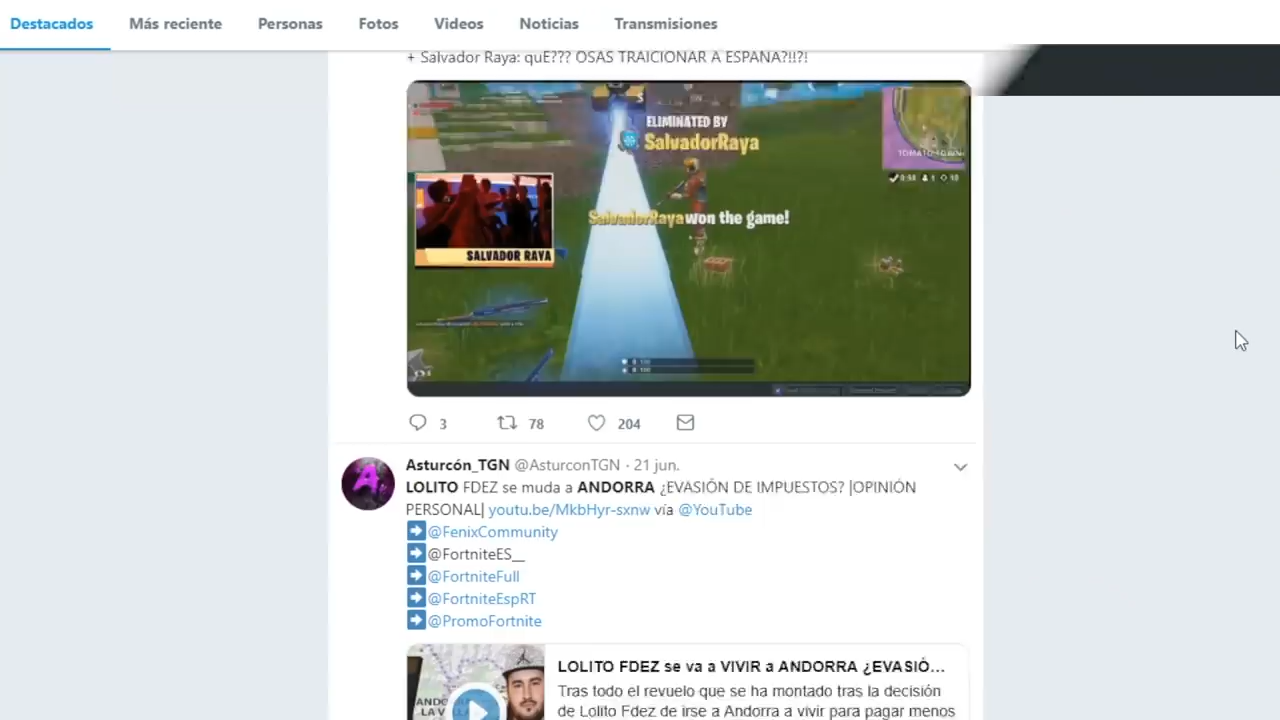 Destacados Más reciente Personas Fotos Videos Noticias Transmisiones
+ Salvador Raya: quE??? OSAS TRAICIONAR A ESPAÑA?!!?!
ELIMINATED BY
SalvadorRaya
SalvadorRaya won the game!
TOMATO TOWN
SALVADOR RAYA
3 78 204
Asturcón_TGN @AsturconTGN · 21 jun.
LOLITO FDEZ se muda a ANDORRA ¿EVASIÓN DE IMPUESTOS? |OPINIÓN
PERSONAL| youtu.be/MkbHyr-sxnw vía @YouTube
@FenixCommunity
@FortniteES__
@FortniteFull
@FortniteEspRT
@PromoFortnite
LOLITO FDEZ se va a VIVIR a ANDORRA ¿EVASIÓ...
Tras todo el revuelo que se ha montado tras la decisión
de Lolito Fdez de irse a Andorra a vivir para pagar menos